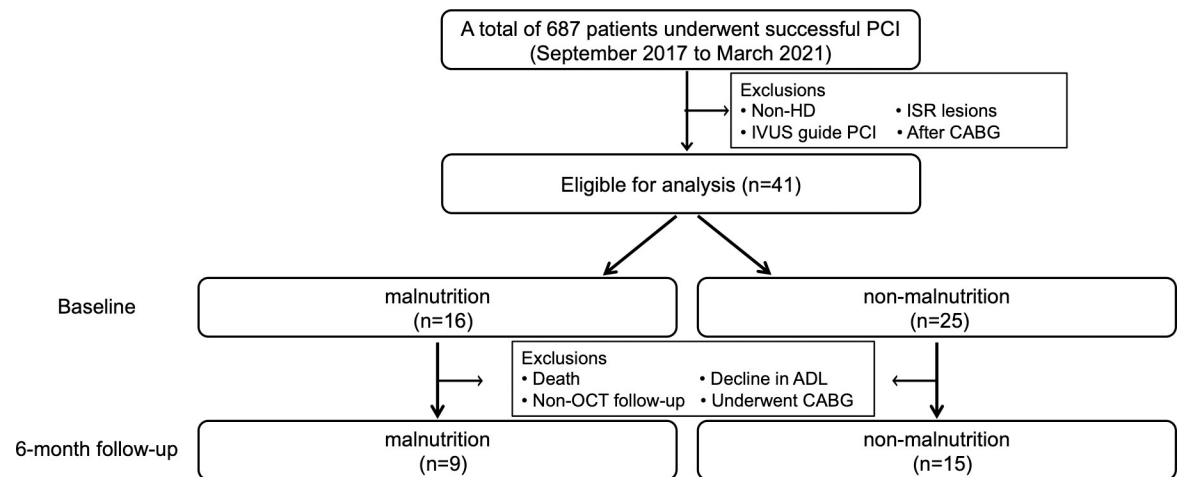 A total of 687 patients underwent successful PCI
(September 2017 to March 2021)
Exclusions
• Non-HD • ISR lesions
• IVUS guide PCI • After CABG
Eligible for analysis (n=41)
Baseline
malnutrition
(n=16)
non-malnutrition
(n=25)
Exclusions
• Death • Decline in ADL
• Non-OCT follow-up • Underwent CABG
6-month follow-up
malnutrition
(n=9)
non-malnutrition
(n=15)